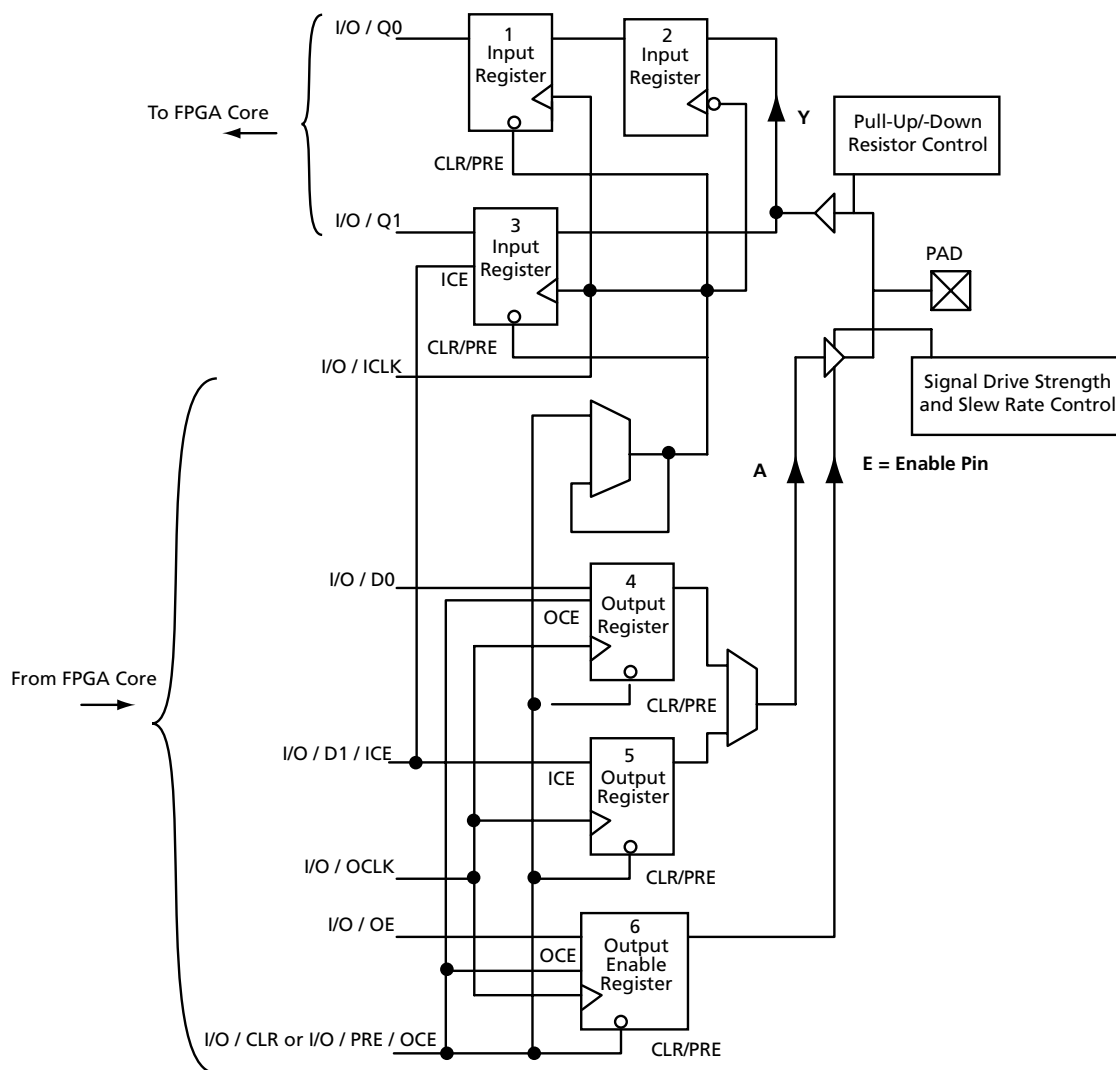 I/O / Q0
1
Input
Register
2
Input
Register
To FPGA Core
Y
Pull-Up/-Down
Resistor Control
CLR/PRE
I/O / Q1
3
Input
Register
ICE
PAD
CLR/PRE
I/O / ICLK
Signal Drive Strength
and Slew Rate Control
A
E = Enable Pin
I/O / D0
4
Output
Register
OCE
From FPGA Core
CLR/PRE
I/O / D1 / ICE
5
Output
Register
ICE
I/O / OCLK
CLR/PRE
I/O / OE
6
Output
Enable
Register
OCE
I/O / CLR or I/O / PRE / OCE
CLR/PRE